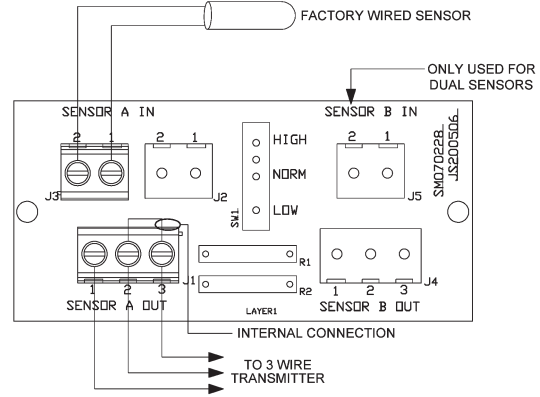 FACTORY WIRED SENSOR
ONLY USED FOR
DUAL SENSORS
SENSOR A IN
SENSOR B IN
2 1
2 1
2 1
HIGH
NORM
LOW
SW1
J3
J2
J5
SM070228
JS200506
J1
R1
R2
J4
1 2 3
1 2 3
SENSOR A OUT
SENSOR B OUT
LAYER1
INTERNAL CONNECTION
TO 3 WIRE
TRANSMITTER